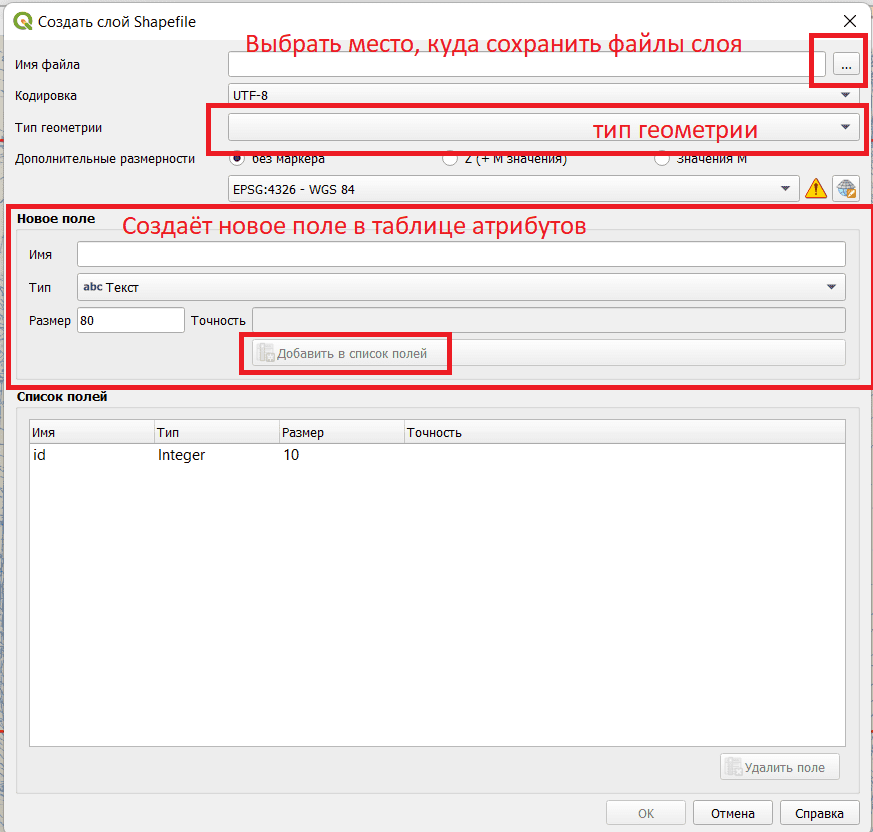 Создать слой Shapefile
Выбрать место, куда сохранить файлы слоя
Имя файла
...
Кодировка
UTF-8
Тип геометрии
тип геометрии
Дополнительные размерности
без маркера
Z (+ M значения)
Значения M
EPSG:4326 - WGS 84
Новое поле
Создаёт новое поле в таблице атрибутов
Имя
Тип
abc Текст
Размер
80
Точность
Добавить в список полей
Список полей
Имя Тип Размер Точность
id Integer 10
Удалить поле
OK Отмена Справка